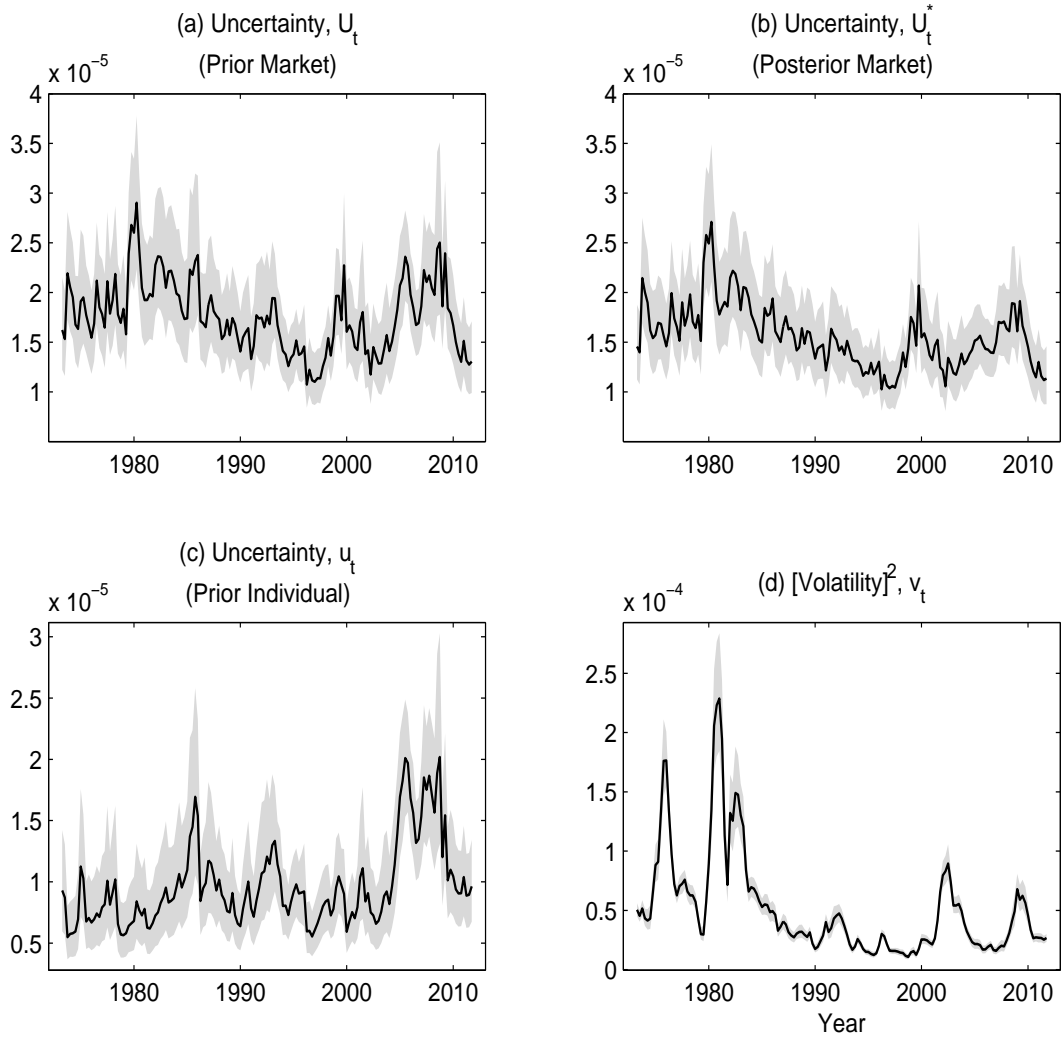 (a) Uncertainty, U_t
(Prior Market)
x 10^−5
4
3.5
3
2.5
2
1.5
1
1980 1990 2000 2010
(b) Uncertainty, U_t^*
(Posterior Market)
x 10^−5
4
3.5
3
2.5
2
1.5
1
1980 1990 2000 2010
(c) Uncertainty, u_t
(Prior Individual)
x 10^−5
3
2.5
2
1.5
1
0.5
1980 1990 2000 2010
(d) [Volatility]^2, v_t
x 10^−4
2.5
2
1.5
1
0.5
0
1980 1990 2000 2010
Year